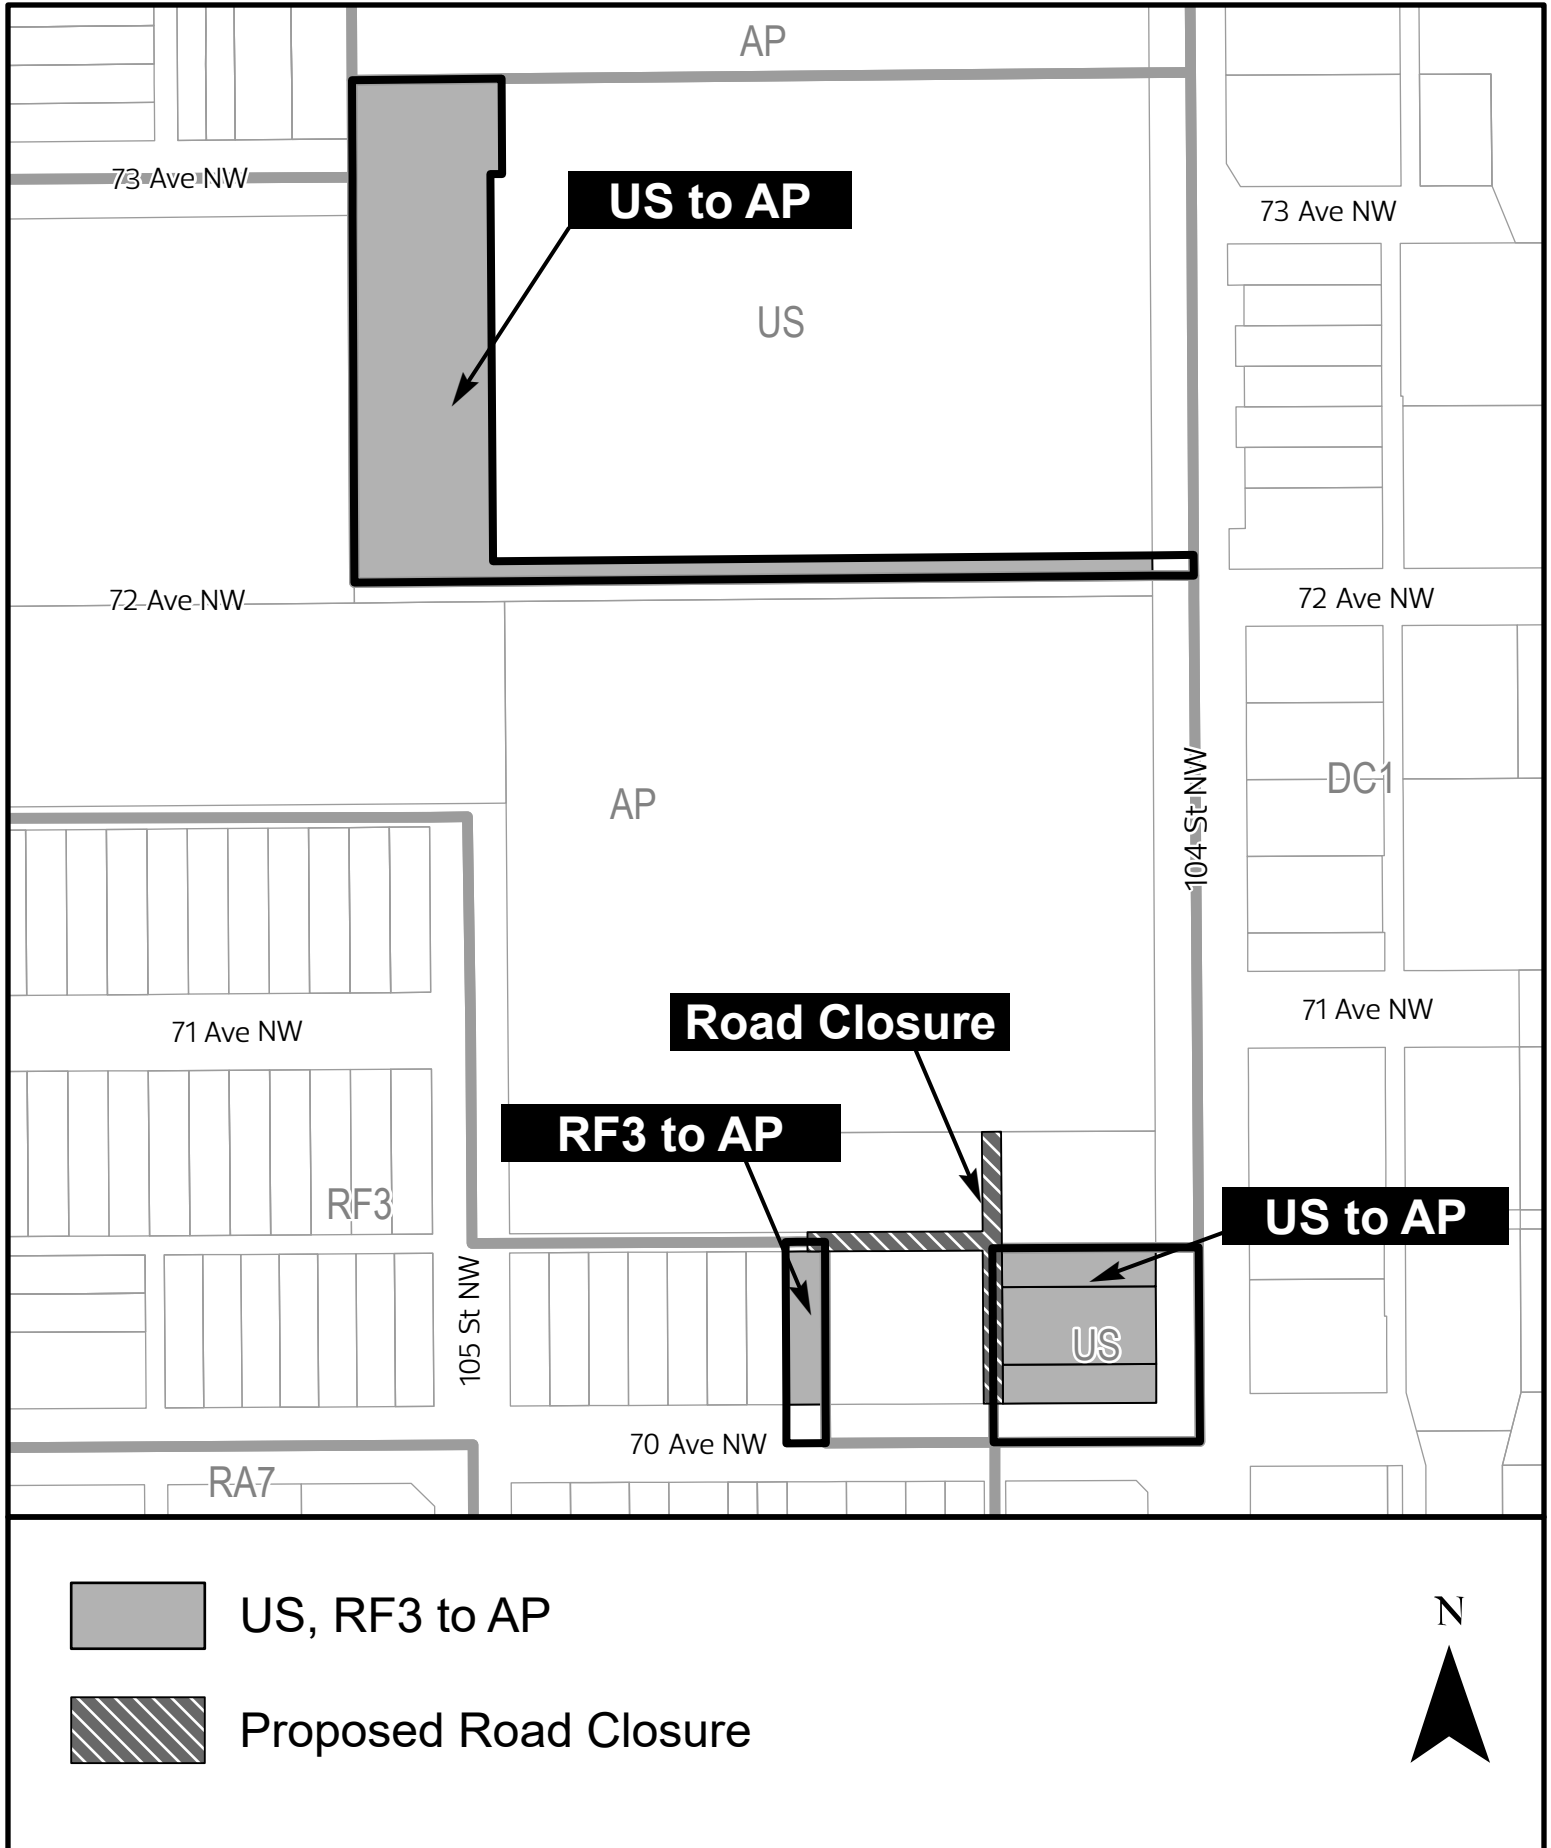 AP
73 Ave NW
US to AP
73 Ave NW
US
72 Ave NW
72 Ave NW
104 St NW
DC1
AP
Road Closure
71 Ave NW
71 Ave NW
RF3 to AP
RF3
US to AP
105 St NW
US
70 Ave NW
RA7
US, RF3 to AP
N
Proposed Road Closure